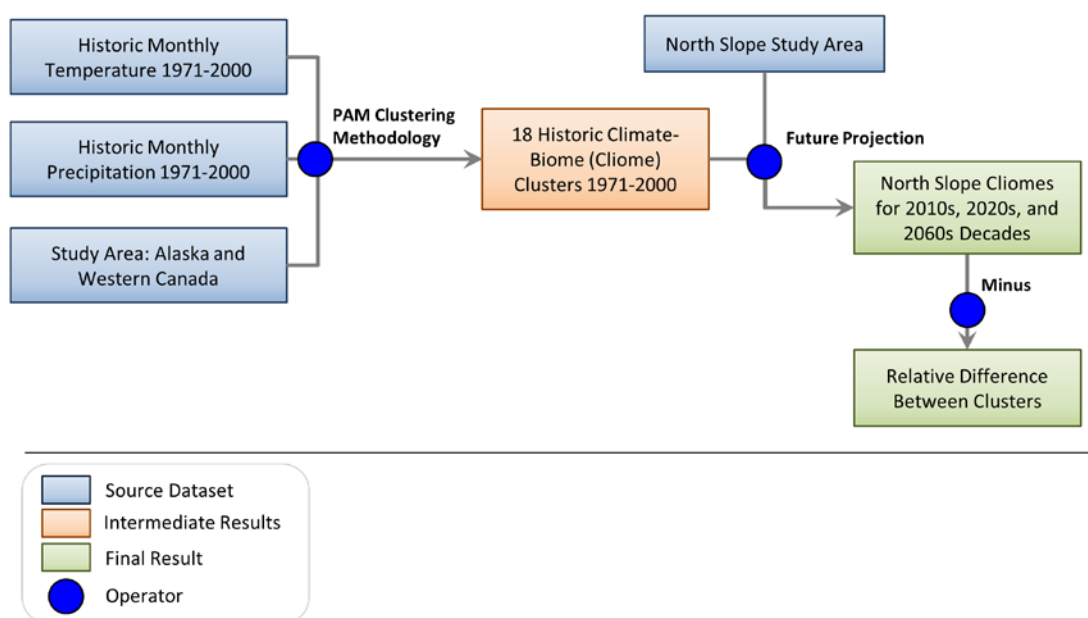 Historic Monthly
Temperature 1971-2000
Historic Monthly
Precipitation 1971-2000
Study Area: Alaska and
Western Canada
PAM Clustering
Methodology
18 Historic Climate-
Biome (Cliome)
Clusters 1971-2000
North Slope Study Area
Future Projection
North Slope Cliomes
for 2010s, 2020s, and
2060s Decades
Minus
Relative Difference
Between Clusters
Source Dataset
Intermediate Results
Final Result
Operator